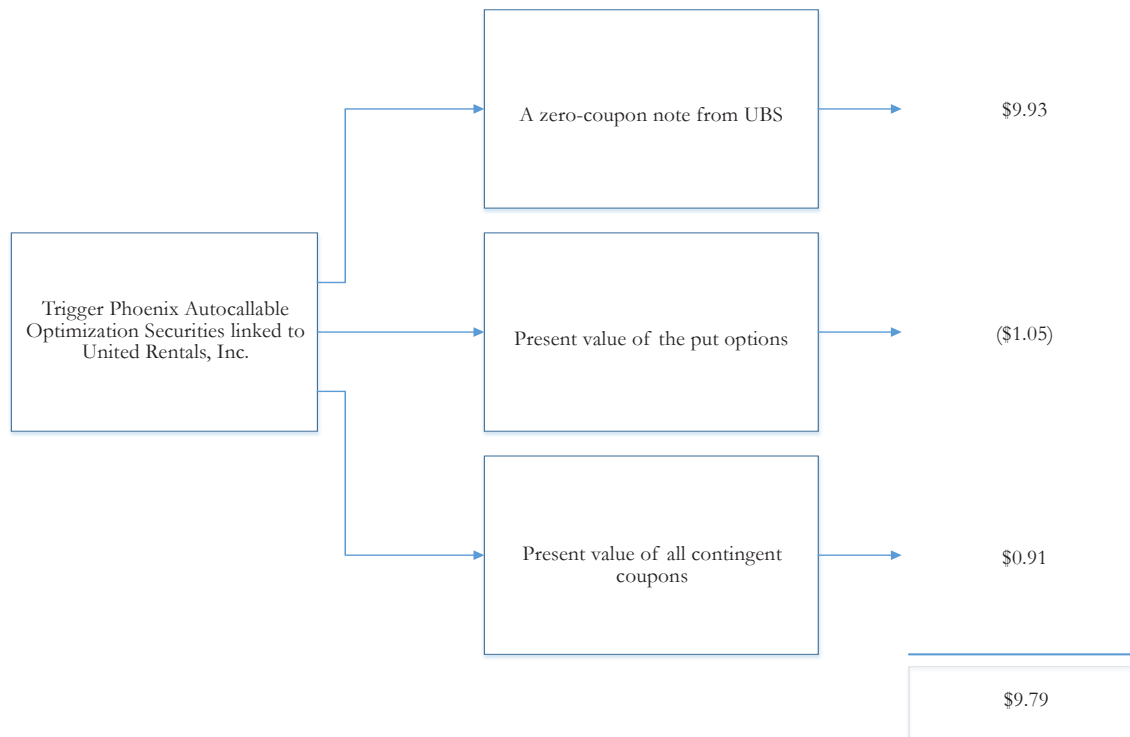 A zero-coupon note from UBS
$9.93
Trigger Phoenix Autocallable
Optimization Securities linked to
United Rentals, Inc.
Present value of the put options
($1.05)
Present value of all contingent
coupons
$0.91
$9.79